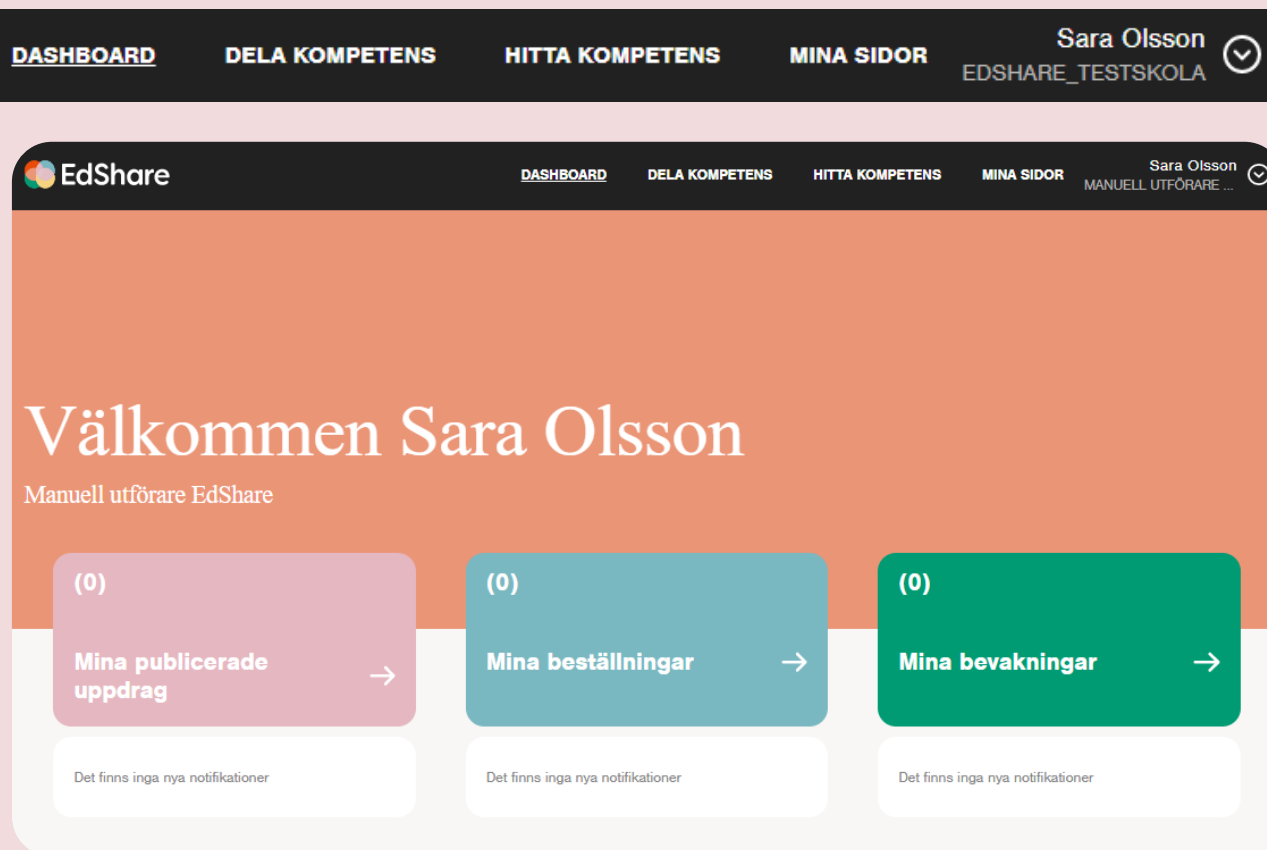 DASHBOARD DELA KOMPETENS HITTA KOMPETENS MINA SIDOR Sara Olsson
EDSHARE_TESTSKOLA
EdShare DASHBOARD DELA KOMPETENS HITTA KOMPETENS MINA SIDOR Sara Olsson
MANUELL UTFÖRARE ...
Välkommen Sara Olsson
Manuell utförare EdShare
(0) (0) (0)
Mina publicerade
uppdrag
Mina beställningar
Mina bevakningar
Det finns inga nya notifikationer
Det finns inga nya notifikationer
Det finns inga nya notifikationer